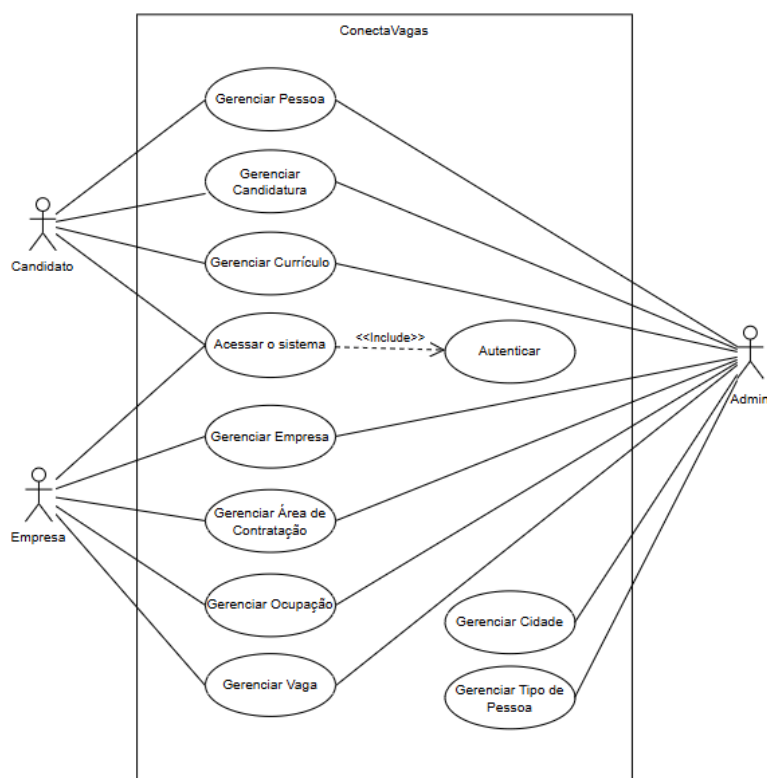 ConectaVagas
Gerenciar Pessoa
Gerenciar
Candidatura
Candidato
Gerenciar Currículo
Acessar o sistema
<<Include>>
Autenticar
Admin
Gerenciar Empresa
Empresa
Gerenciar Área de
Contratação
Gerenciar Ocupação
Gerenciar Cidade
Gerenciar Vaga
Gerenciar Tipo de
Pessoa